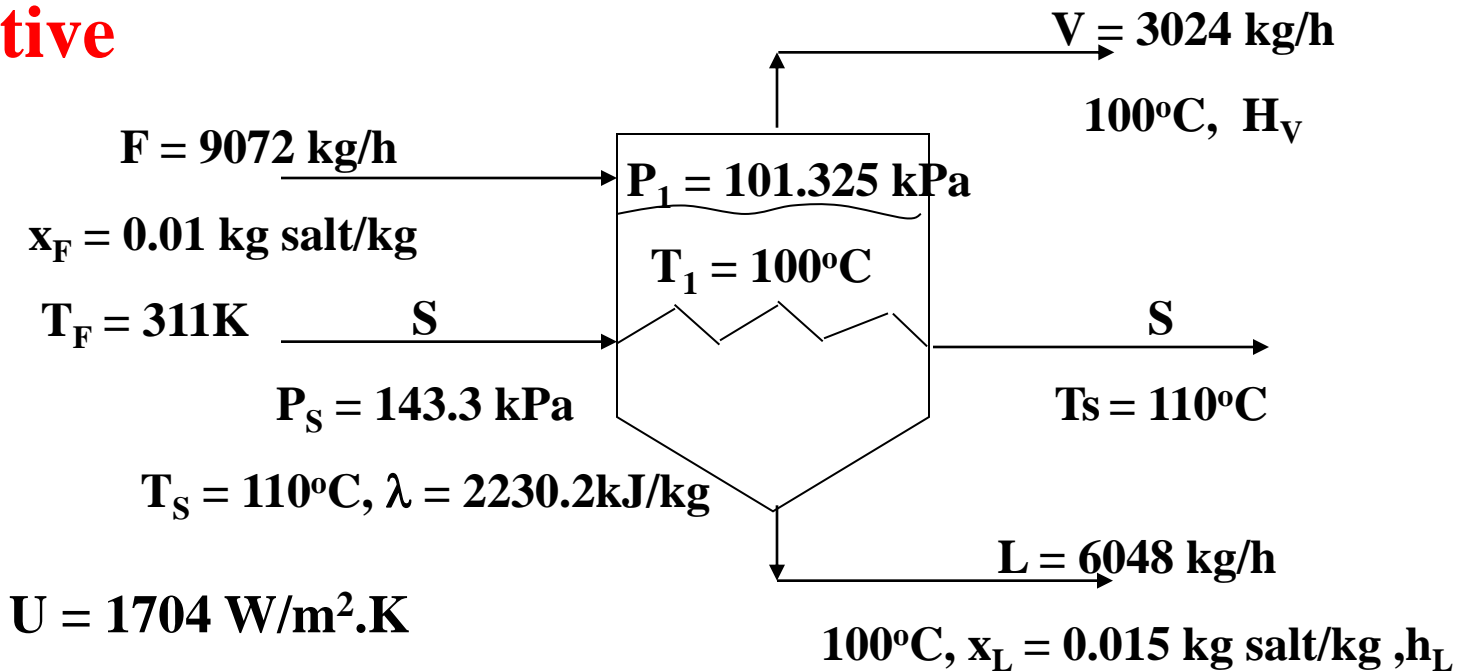 tive
V = 3024 kg/h
100°C, H_V
F = 9072 kg/h
P_1 = 101.325 kPa
x_F = 0.01 kg salt/kg
T_1 = 100°C
T_F = 311K
S
S
P_S = 143.3 kPa
Ts = 110°C
T_S = 110°C, λ = 2230.2kJ/kg
L = 6048 kg/h
U = 1704 W/m².K
100°C, x_L = 0.015 kg salt/kg ,h_L